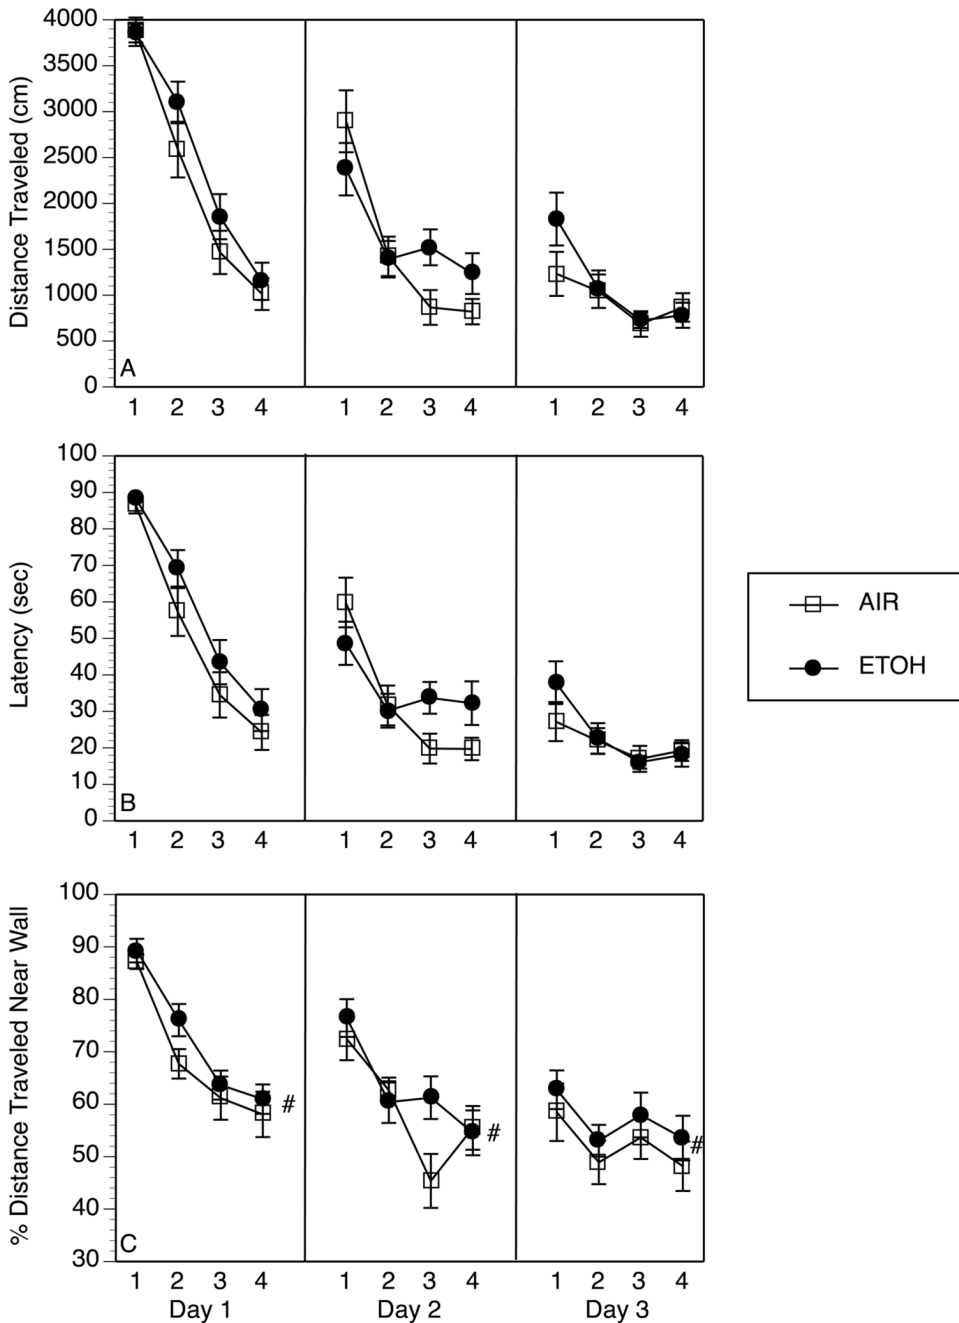 Distance Traveled (cm)
4000
3500
3000
2500
2000
1500
1000
500
0
A
1 2 3 4 1 2 3 4 1 2 3 4
Latency (sec)
100
90
80
70
60
50
40
30
20
10
0
B
1 2 3 4 1 2 3 4 1 2 3 4
AIR
ETOH
% Distance Traveled Near Wall
100
90
80
70
60
50
40
30
# # #
C
1 2 3 4 1 2 3 4 1 2 3 4
Day 1 Day 2 Day 3